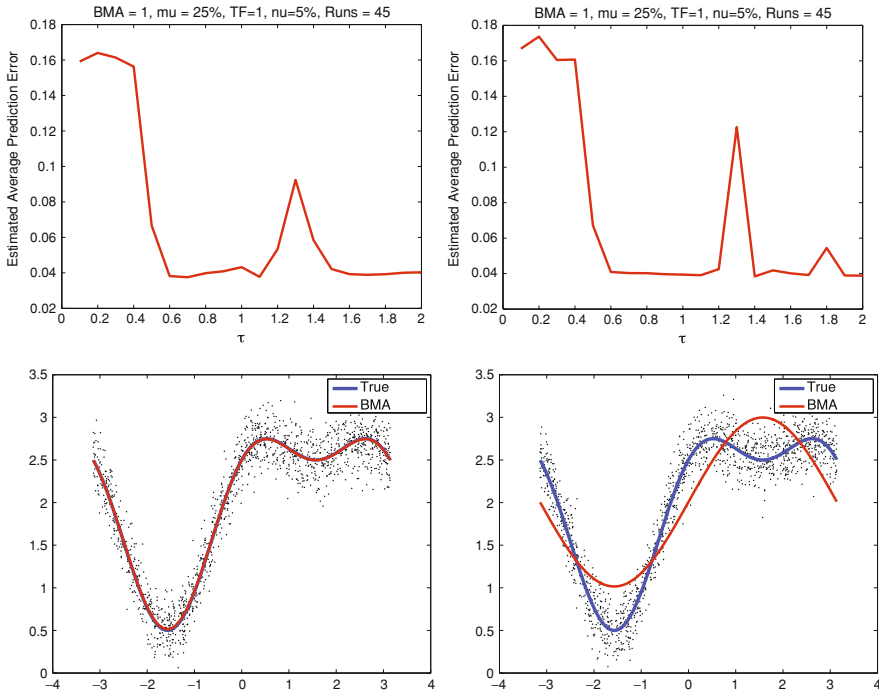 BMA = 1, mu = 25%, TF=1, nu=5%, Runs = 45
Estimated Average Prediction Error
0.18
0.16
0.14
0.12
0.1
0.08
0.06
0.04
0.02
0 0.2 0.4 0.6 0.8 1 1.2 1.4 1.6 1.8 2
τ
BMA = 1, mu = 25%, TF=1, nu=5%, Runs = 45
Estimated Average Prediction Error
0.18
0.16
0.14
0.12
0.1
0.08
0.06
0.04
0.02
0 0.2 0.4 0.6 0.8 1 1.2 1.4 1.6 1.8 2
τ
3.5
3
2.5
2
1.5
1
0.5
0
−4 −3 −2 −1 0 1 2 3 4
True
BMA
3.5
3
2.5
2
1.5
1
0.5
0
−4 −3 −2 −1 0 1 2 3 4
True
BMA